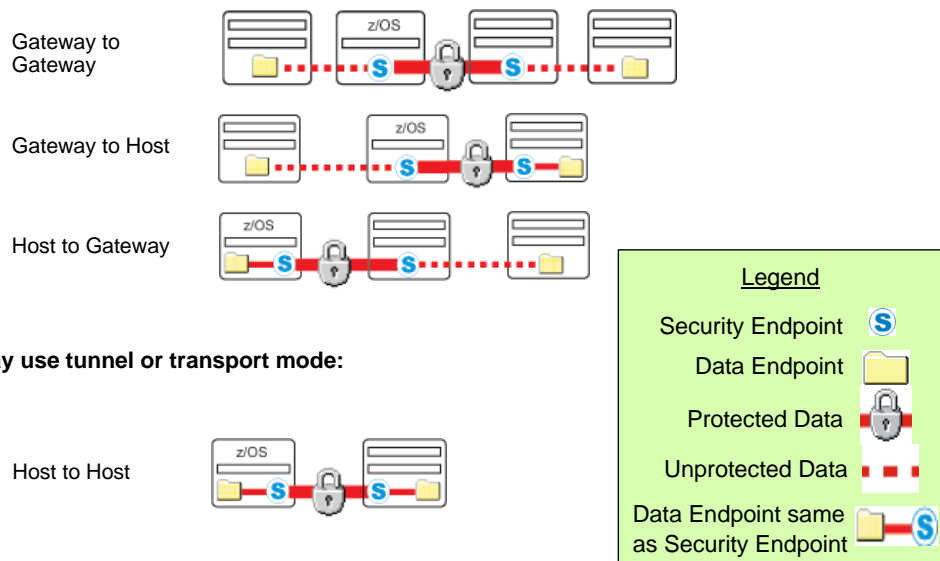 Gateway to
Gateway
z/OS
S
S
Gateway to Host
z/OS
S
S
Host to Gateway
z/OS
S
S
use tunnel or transport mode:
Host to Host
z/OS
S
S
Legend
Security Endpoint
S
Data Endpoint
Protected Data
Unprotected Data
Data Endpoint same
as Security Endpoint
S